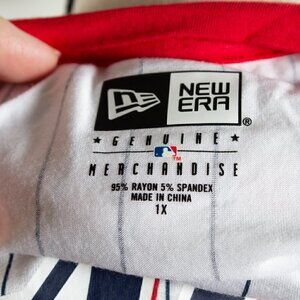 NEW
ERA®
★ GENUINE ★
MERCHANDISE
95% RAYON 5% SPANDEX
MADE IN CHINA
1X